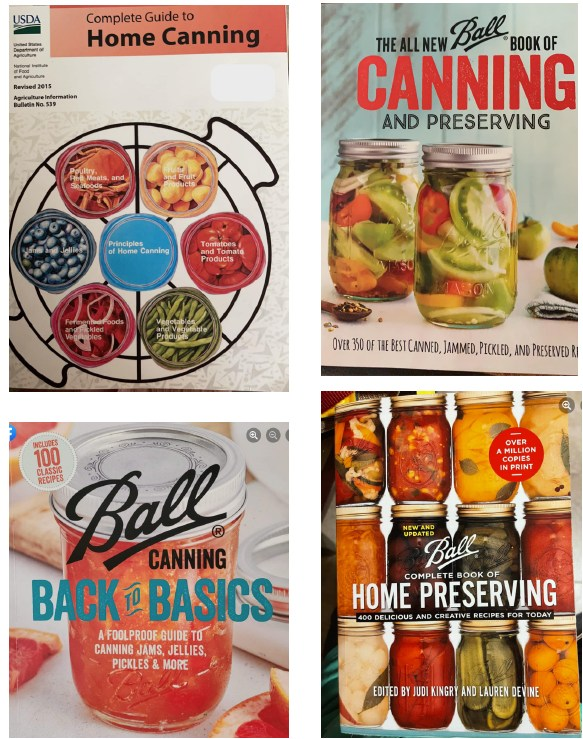 USDA
United States
Department of
Agriculture
National Institute
of Food
and Agriculture
Revised 2015
Agriculture Information
Bulletin No. 539
Complete Guide to
Home Canning
Poultry,
Red Meats, and
Seafoods
and Fruit
Products
Jams and Jellies
Principles
of Home Canning
Tomatoes
and Tomato
Products
Fermented Foods
and Pickled
Vegetables
Vegetables
and Vegetable
Products
THE ALL NEW Ball® BOOK OF
CANNING
AND PRESERVING
MASON
OVER 350 OF THE BEST CANNED, JAMMED, PICKLED, AND PRESERVED RE
INCLUDES
100
CLASSIC
RECIPES
Ball®
CANNING
BACK TO BASICS
A FOOLPROOF GUIDE TO
CANNING JAMS, JELLIES,
PICKLES & MORE
Ball
OVER
A MILLION
COPIES
IN PRINT
NEW AND
UPDATED
Ball
COMPLETE BOOK OF
HOME PRESERVING
400 DELICIOUS AND CREATIVE RECIPES FOR TODAY
EDITED BY JUDI KINGRY AND LAUREN DEVINE